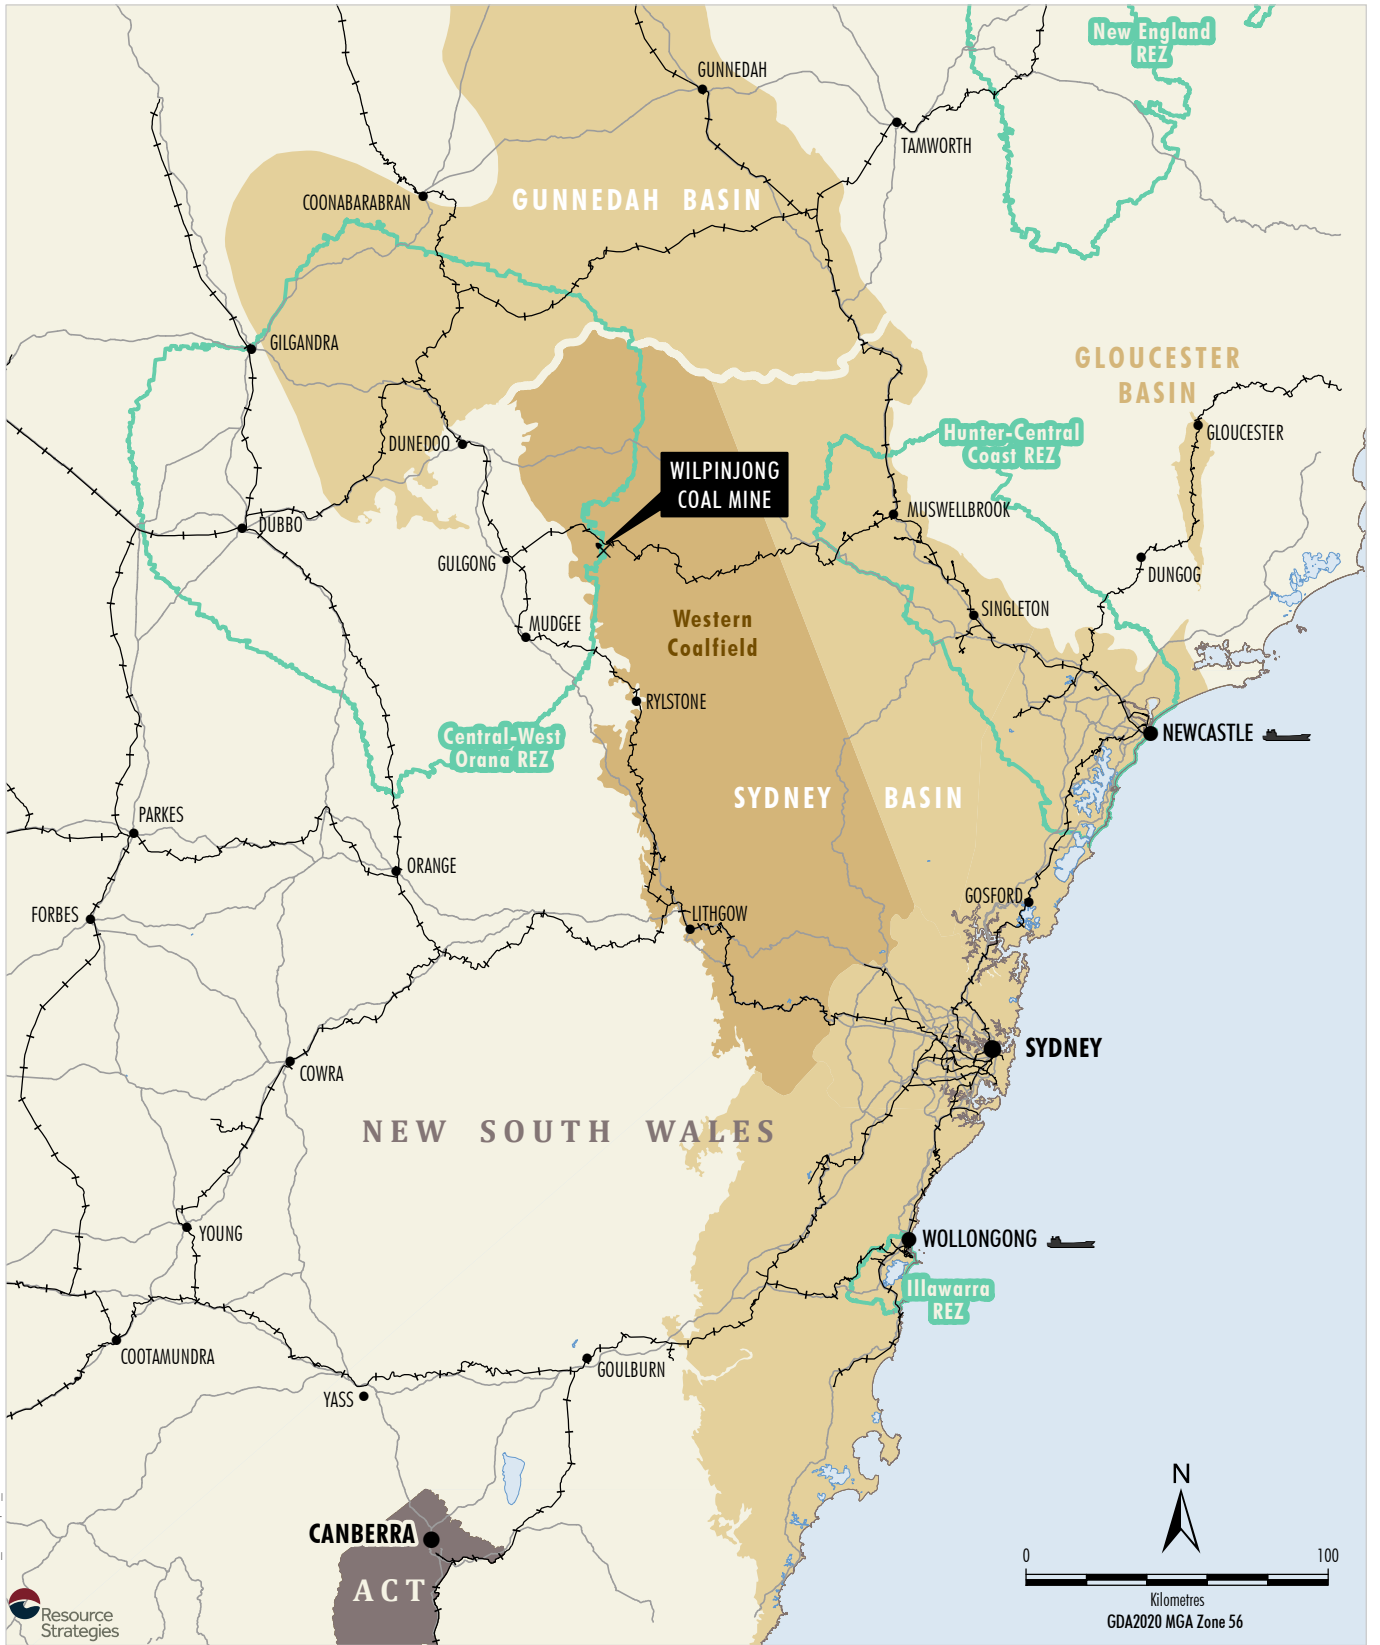 New England
REZ
GUNNEDAH
TAMWORTH
COONABARABRAN
GUNNEDAH BASIN
GILGANDRA
GLOUCESTER
BASIN
GLOUCESTER
DUNEDOO
Hunter-Central
Coast REZ
WILPINJONG
COAL MINE
MUSWELLBROOK
DUBBO
GULGONG
DUNGOG
SINGLETON
MUDGEE
Western
Coalfield
RYLSTONE
Central-West
Orana REZ
NEWCASTLE
SYDNEY BASIN
PARKES
ORANGE
GOSFORD
FORBES
LITHGOW
SYDNEY
COWRA
NEW SOUTH WALES
YOUNG
WOLLONGONG
Illawarra
REZ
COOTAMUNDRA
GOULBURN
YASS
N
CANBERRA
ACT
0 100
Kilometres
GDA2020 MGA Zone 56
Resource
Strategies